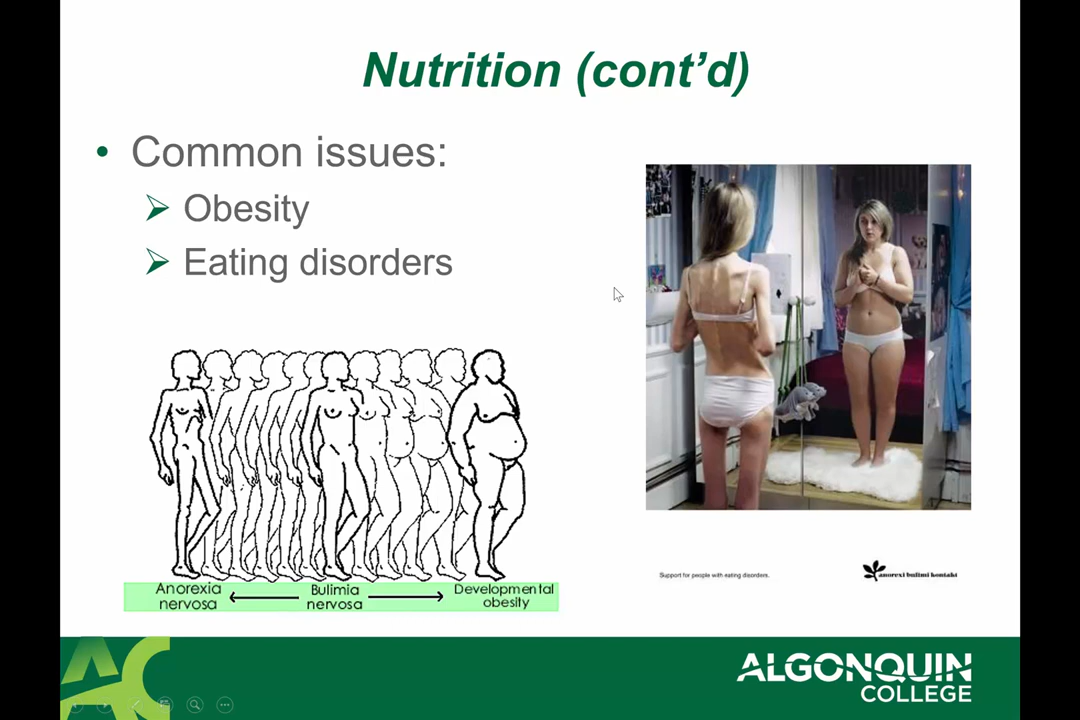 Nutrition (cont’d)
• Common issues:
➢ Obesity
➢ Eating disorders
Anorexia nervosa
Bulimia nervosa
Developmental obesity
Support for people with eating disorders.
anorexi bulimi kontakt
AC
ALGONQUIN
COLLEGE